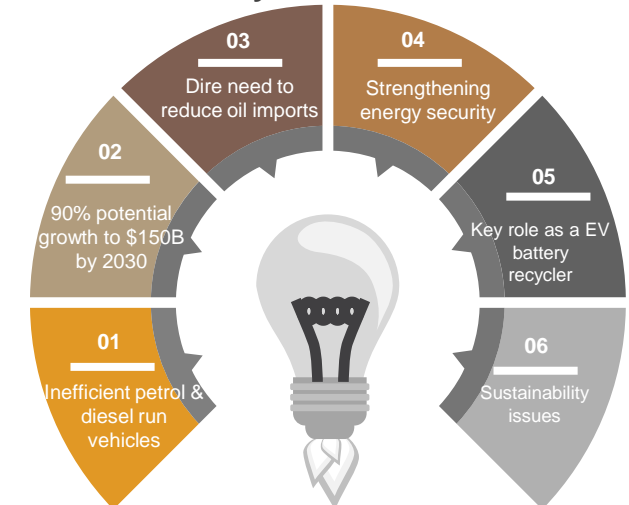 01
Inefficient petrol &
diesel run
vehicles
02
90% potential
growth to $150B
by 2030
03
Dire need to
reduce oil imports
04
Strengthening
energy security
05
Key role as a EV
battery
recycler
06
Sustainability
issues